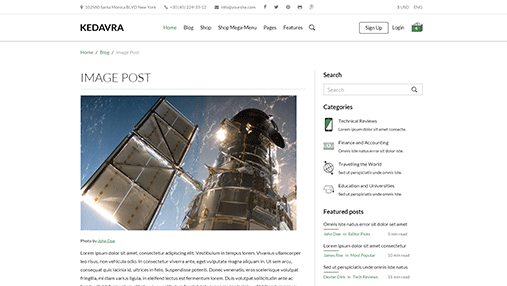 102580 Santa Monica BLVD New York +3(045) 224-33-12 info@yoursite.com $ USD ENG
KEDAVRA
Home Blog Shop Shop Mega-Menu Pages Features
Sign Up Login
Home / Blog / Image Post
IMAGE POST
Photo by John Doe
Lorem ipsum dolor sit amet, consectetur adipiscing elit. Vestibulum in tempus lorem. Vivamus ullamcorper
leo risus, non vehicula odio. In consectetur viverra ante, eget vulputate magna aliquam in. Ut sem arcu,
consequat quis lacinia id, ultrices in felis. Suspendisse potenti. Donec venenatis, eros scelerisque volutpat
fringilla, mi diam varius ligula, in eleifend lectus est fermentum lorem. Duis volutpat sollicitudin ante ac
Search
Search
Categories
Technical Reviews
Lorem ipsum dolor sit amet consecte.
Finance and Accounting
Omnis iste natus error sit dolor.
Travelling the World
Sed ut perspiciatis unde omnis iste.
Education and Universities
Sed ut perspiciatis unde omnis iste.
Featured posts
Omnis iste natus error sit dolor set amet
John Doe in Editor Picks 5 min read
Lorem ipsum dolor sit amet consectetur
James Roe in Most Popular 10 min read
Sed ut perspiciatis unde omnis iste natus
Dexter Dirk in Tech Reviews 15 min read